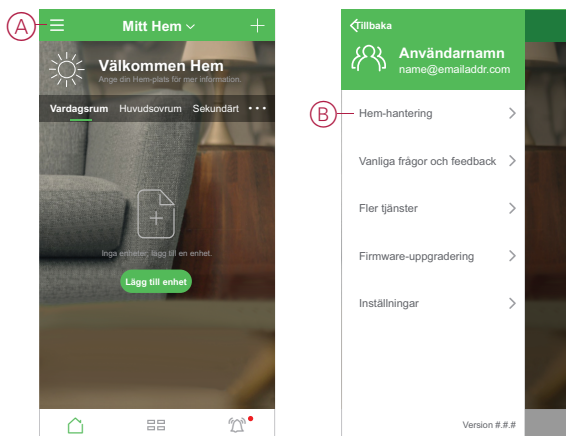 A
Mitt Hem
Välkommen Hem
Ange din Hem-plats för mer information.
Vardagsrum Huvudsovrum Sekundärt
Inga enheter, lägg till en enhet.
Lägg till enhet
Tillbaka
Användarnamn
name@emailaddr.com
B
Hem-hantering
Vanliga frågor och feedback
Fler tjänster
Firmware-uppgradering
Inställningar
Version #.#.#